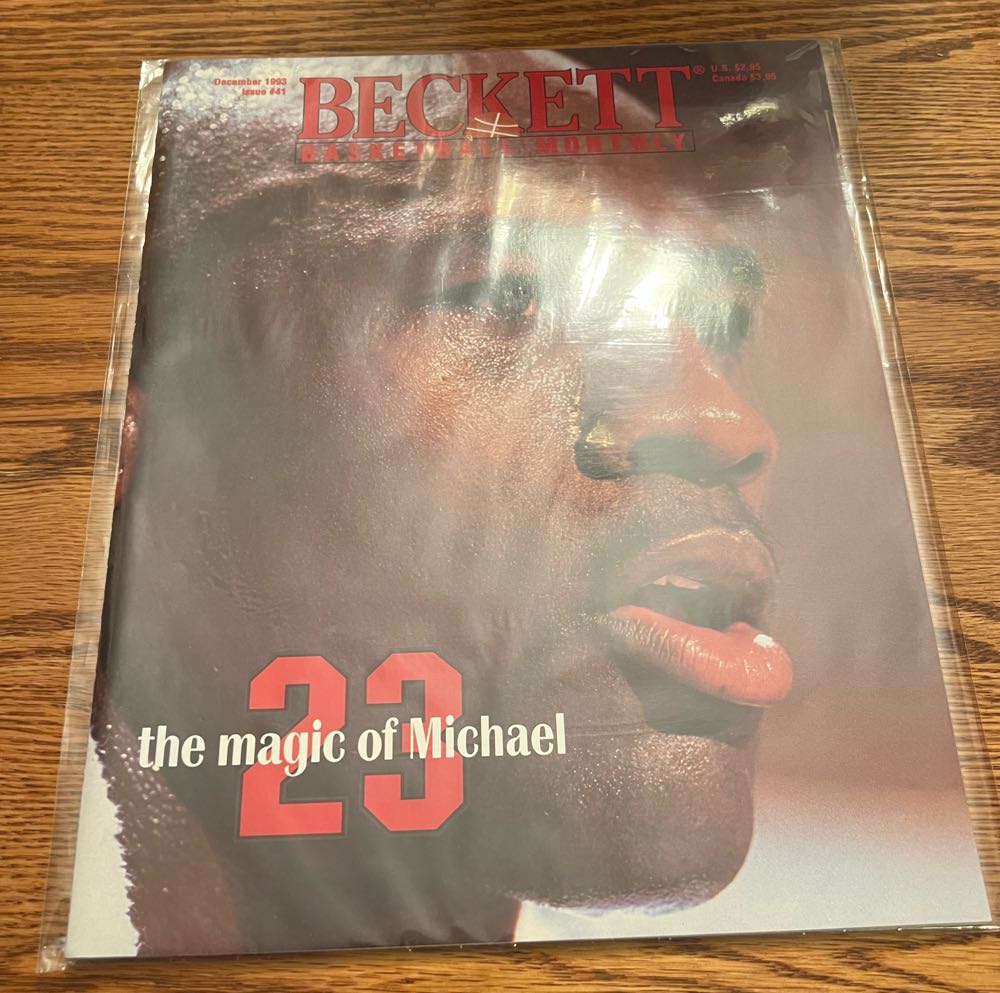 December 1993
Issue #41
BECKETT®
U.S. $2.95
Canada $3.95
BASKETBALL MONTHLY
23
the magic of Michael